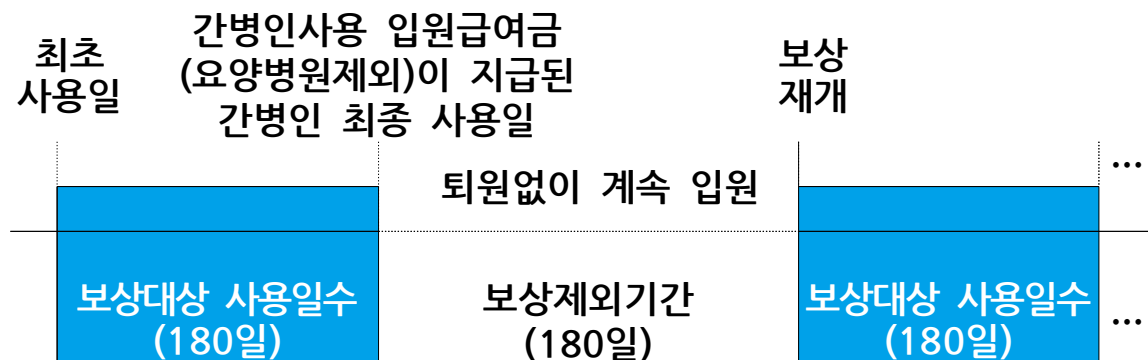 최초
사용일
간병인사용 입원급여금
(요양병원제외)이 지급된
간병인 최종 사용일
보상
재개
퇴원없이 계속 입원
...
보상대상 사용일수
(180일)
보상제외기간
(180일)
보상대상 사용일수
(180일)
...